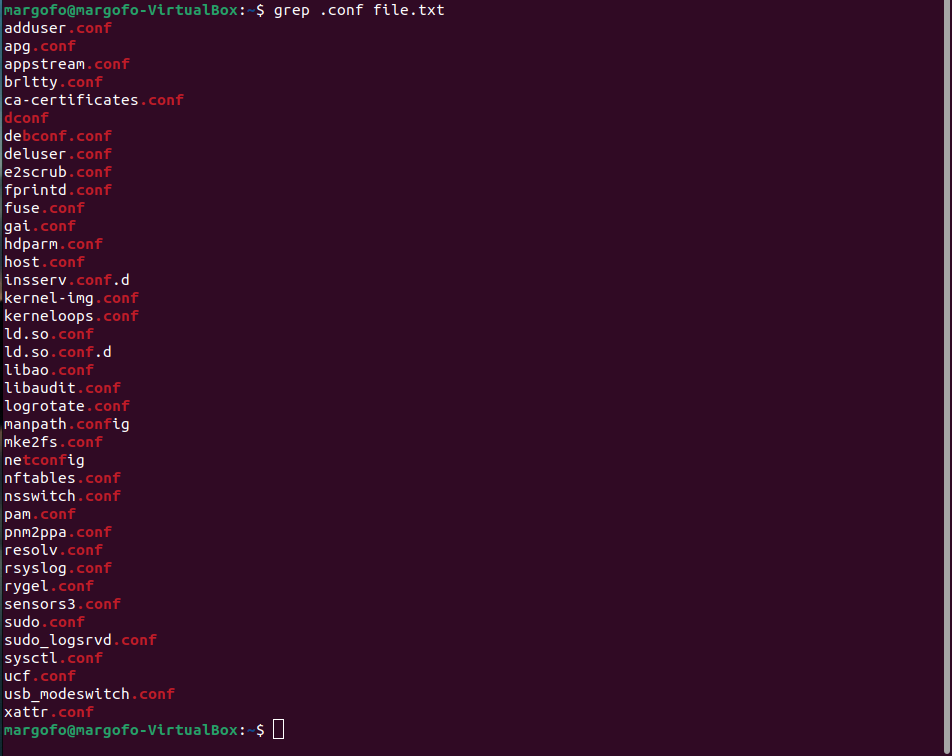 margofo@margofo-VirtualBox:~$ grep .conf file.txt
adduser.conf
apg.conf
appstream.conf
brltty.conf
ca-certificates.conf
dconf
debconf.conf
deluser.conf
e2scrub.conf
fprintd.conf
fuse.conf
gai.conf
hdparm.conf
host.conf
insserv.conf.d
kernel-img.conf
kerneloops.conf
ld.so.conf
ld.so.conf.d
libao.conf
libaudit.conf
logrotate.conf
manpath.config
mke2fs.conf
netconfig
nftables.conf
nsswitch.conf
pam.conf
pnm2ppa.conf
resolv.conf
rsyslog.conf
rygel.conf
sensors3.conf
sudo.conf
sudo_logsrvd.conf
sysctl.conf
ucf.conf
usb_modeswitch.conf
xattr.conf
margofo@margofo-VirtualBox:~$